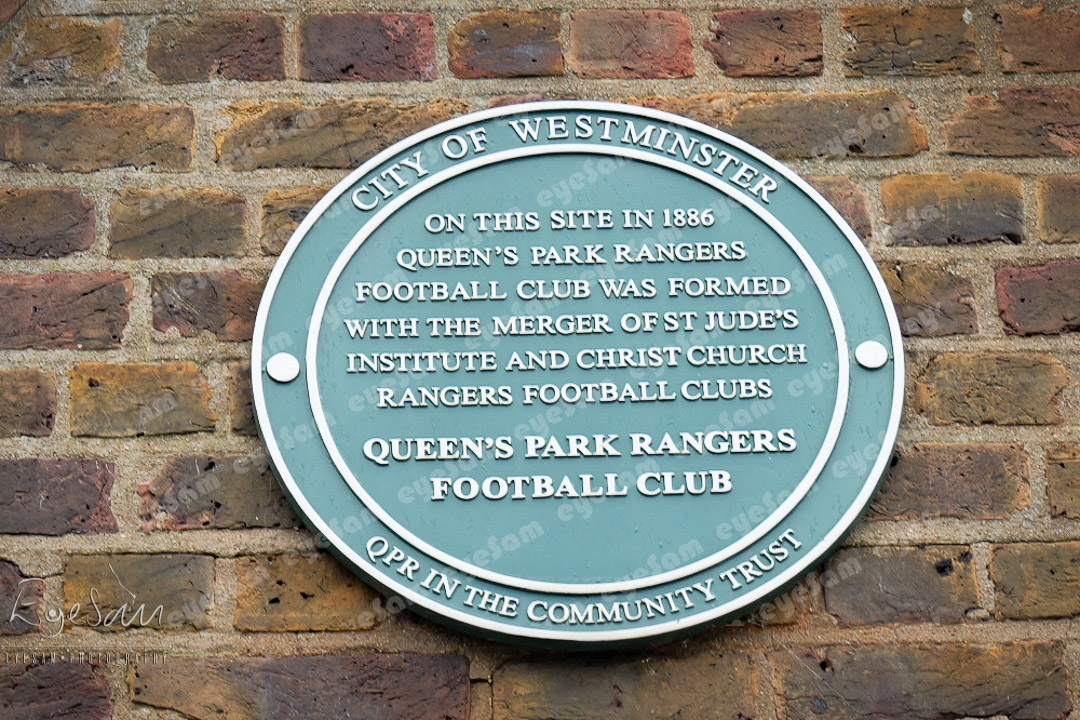 CITY OF WESTMINSTER
ON THIS SITE IN 1886
QUEEN'S PARK RANGERS
FOOTBALL CLUB WAS FORMED
WITH THE MERGER OF ST JUDE'S
INSTITUTE AND CHRIST CHURCH
RANGERS FOOTBALL CLUBS
QUEEN'S PARK RANGERS
FOOTBALL CLUB
QPR IN THE COMMUNITY TRUST
EyeSam
EYESAM PHOTOGRAPHY